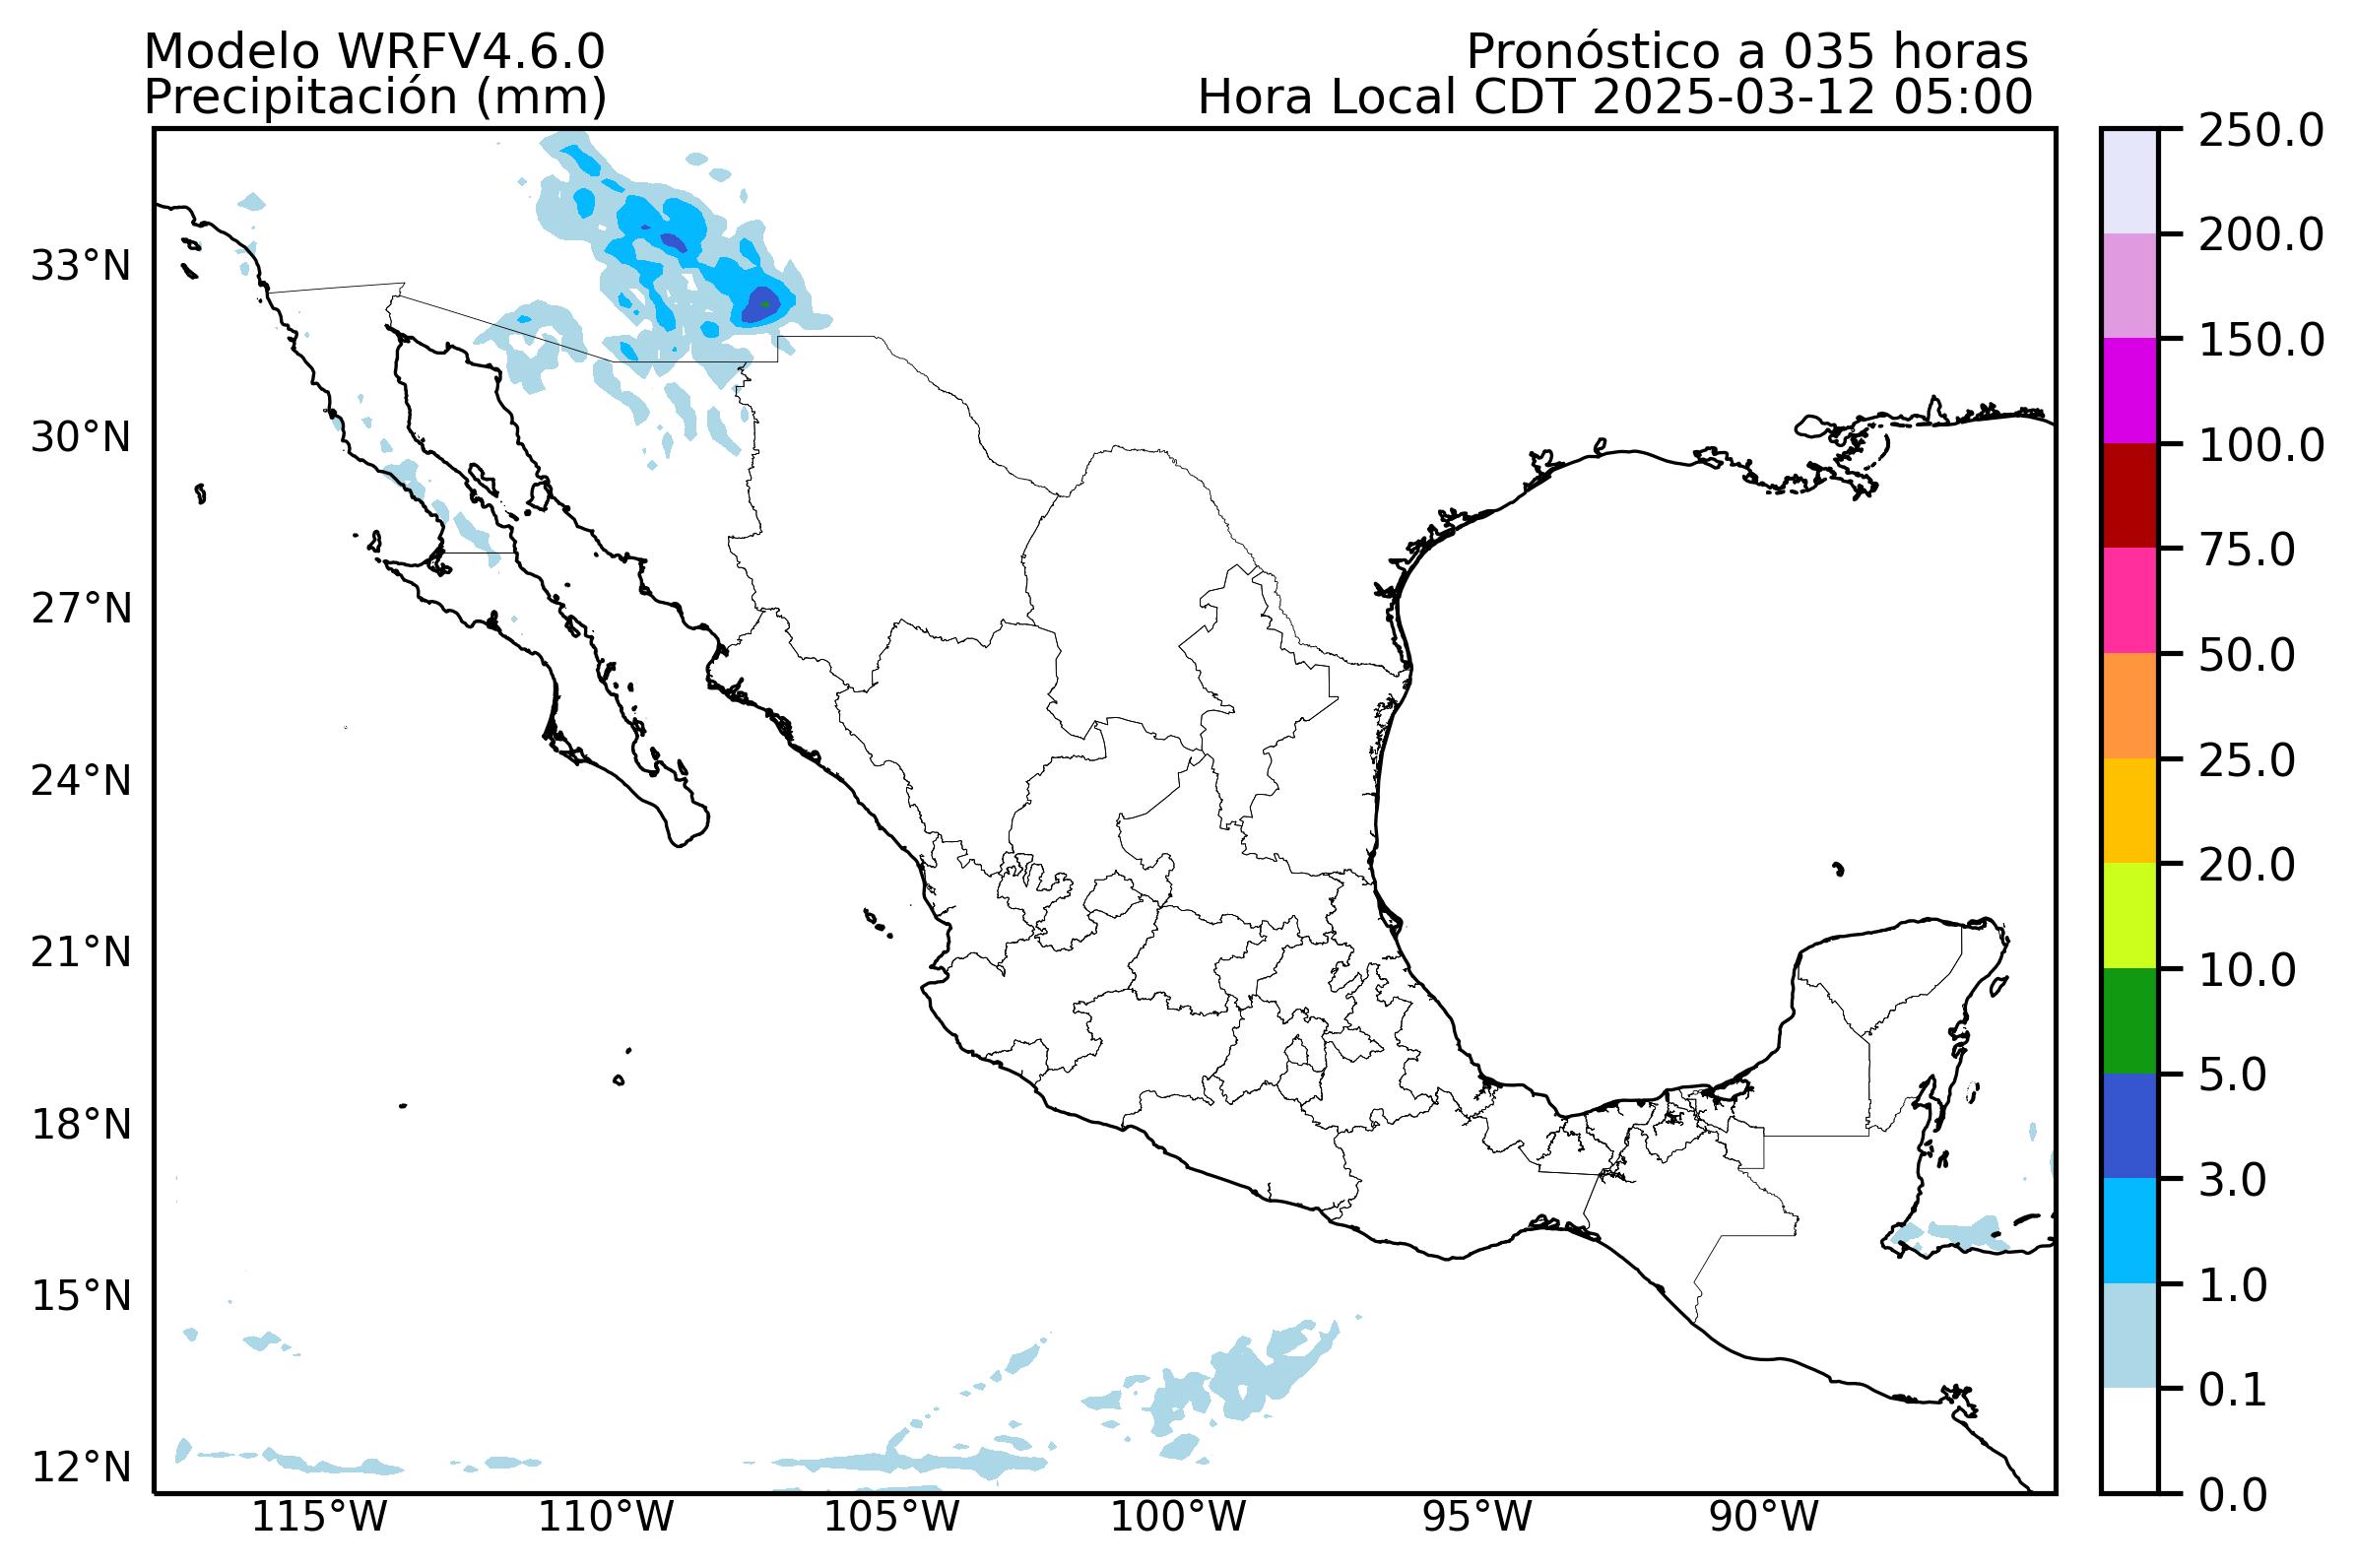 Modelo WRFV4.6.0
Precipitación (mm)
Pronóstico a 035 horas
Hora Local CDT 2025-03-12 05:00
33°N
30°N
27°N
24°N
21°N
18°N
15°N
12°N
115°W
110°W
105°W
100°W
95°W
90°W
250.0
200.0
150.0
100.0
75.0
50.0
25.0
20.0
10.0
5.0
3.0
1.0
0.1
0.0